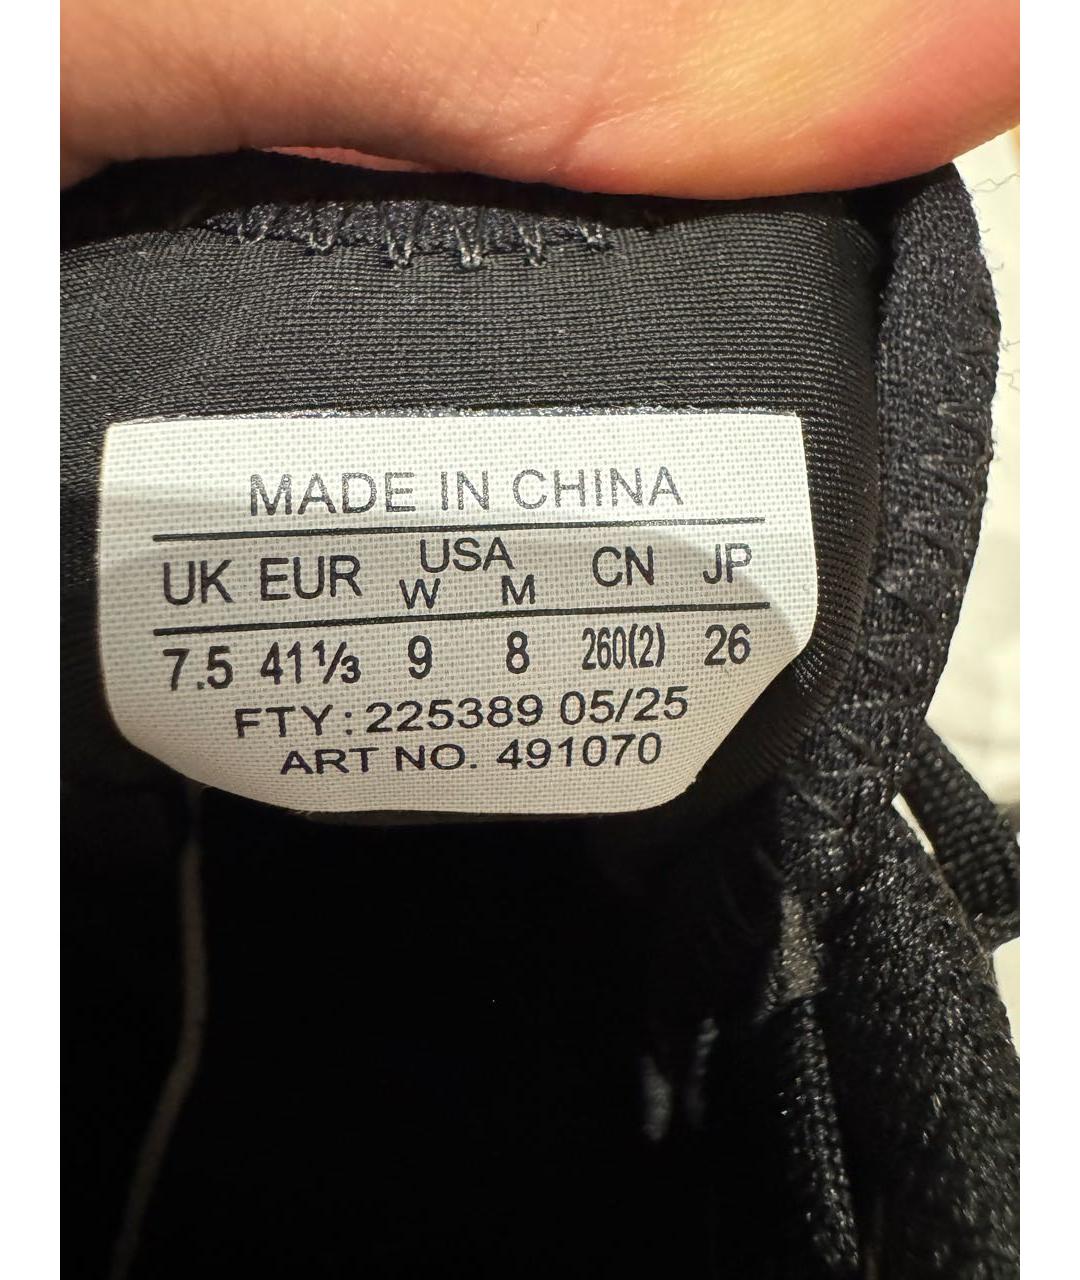 MADE IN CHINA
UK EUR USA CN JP
W M
7.5 41⅓ 9 8 260(2) 26
FTY: 225389 05/25
ART NO. 491070